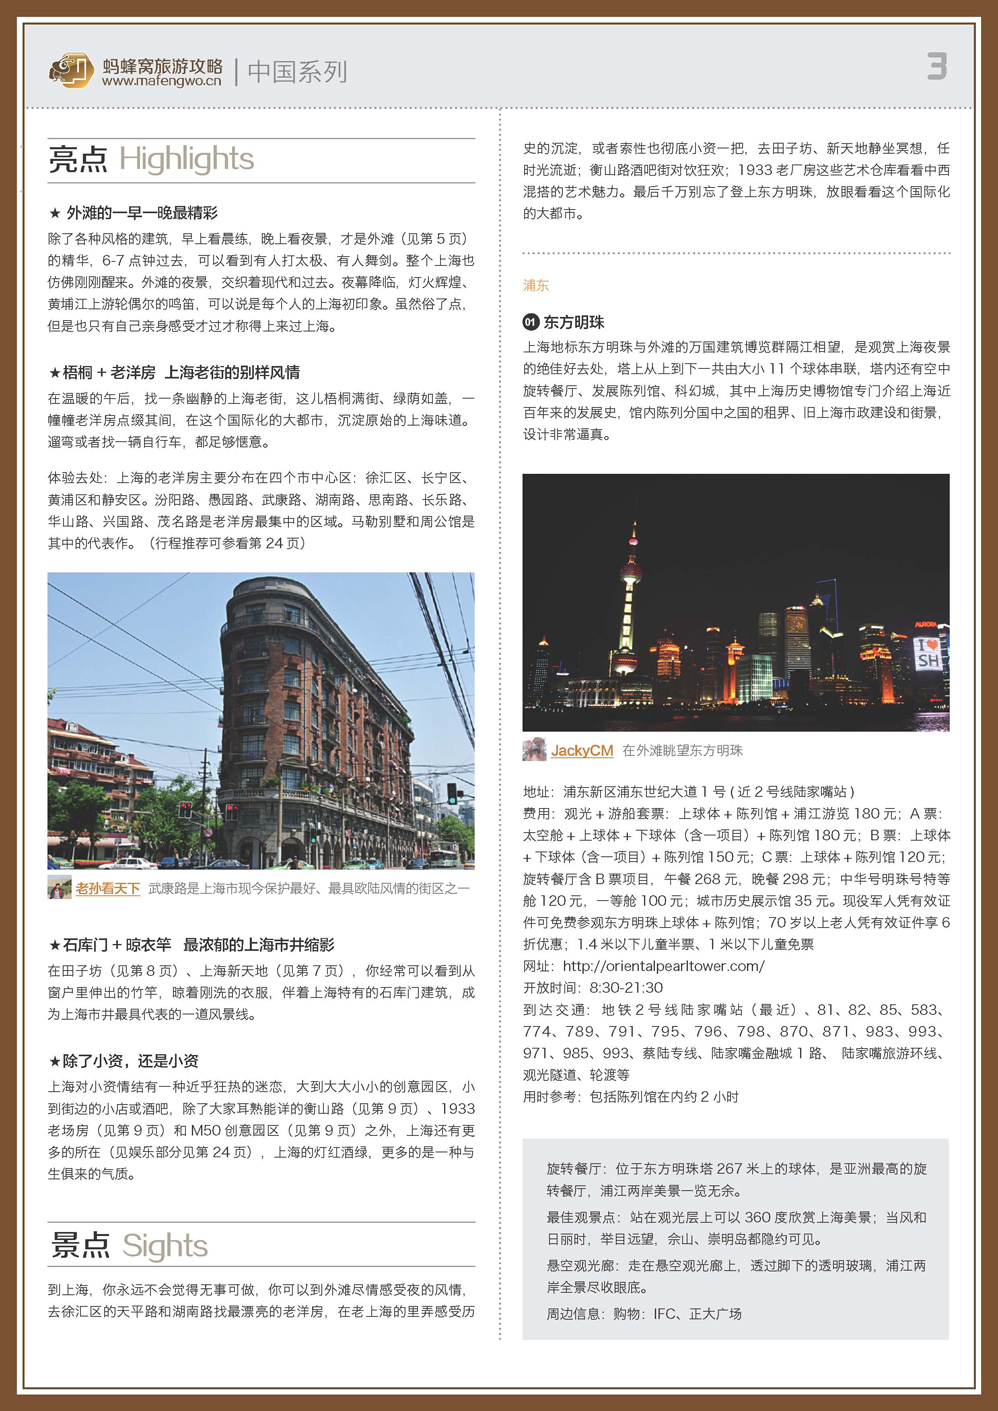 蚂蜂窝旅游攻略
www.mafengwo.cn
中国系列
3
亮点 Highlights
★ 外滩的一早一晚最精彩
除了各种风格的建筑，早上看晨练，晚上看夜景，才是外滩（见第 5 页）
的精华，6-7 点钟过去，可以看到有人打太极、有人舞剑。整个上海也
仿佛刚刚醒来。外滩的夜景，交织着现代和过去。夜幕降临，灯火辉煌、
黄埔江上游轮偶尔的鸣笛，可以说是每个人的上海初印象。虽然俗了点，
但是也只有自己亲身感受才过才称得上来过上海。
★梧桐 + 老洋房 上海老街的别样风情
在温暖的午后，找一条幽静的上海老街，这儿梧桐满街、绿荫如盖，一
幢幢老洋房点缀其间，在这个国际化的大都市，沉淀原始的上海味道。
遛弯或者找一辆自行车，都足够惬意。
体验去处：上海的老洋房主要分布在四个市中心区：徐汇区、长宁区、
黄浦区和静安区。汾阳路、愚园路、武康路、湖南路、思南路、长乐路、
华山路、兴国路、茂名路是老洋房最集中的区域。马勒别墅和周公馆是
其中的代表作。（行程推荐可参看第 24 页）
老孙看天下 武康路是上海市现今保护最好、最具欧陆风情的街区之一
★石库门 + 晾衣竿 最浓郁的上海市井缩影
在田子坊（见第 8 页）、上海新天地（见第 7 页），你经常可以看到从
窗户里伸出的竹竿，晾着刚洗的衣服，伴着上海特有的石库门建筑，成
为上海市井最具代表的一道风景线。
★除了小资，还是小资
上海对小资情结有一种近乎狂热的迷恋，大到大大小小的创意园区，小
到街边的小店或酒吧，除了大家耳熟能详的衡山路（见第 9 页）、1933
老场房（见第 9 页）和 M50 创意园区（见第 9 页）之外，上海还有更
多的所在（见娱乐部分见第 24 页），上海的灯红酒绿，更多的是一种与
生俱来的气质。
景点 Sights
到上海，你永远不会觉得无事可做，你可以到外滩尽情感受夜的风情，
去徐汇区的天平路和湖南路找最漂亮的老洋房，在老上海的里弄感受历
史的沉淀，或者索性也彻底小资一把，去田子坊、新天地静坐冥想，任
时光流逝；衡山路酒吧街对饮狂欢；1933 老厂房这些艺术仓库看看中西
混搭的艺术魅力。最后千万别忘了登上东方明珠，放眼看看这个国际化
的大都市。
浦东
01 东方明珠
上海地标东方明珠与外滩的万国建筑博览群隔江相望，是观赏上海夜景
的绝佳好去处，塔上从上到下一共由大小 11 个球体串联，塔内还有空中
旋转餐厅、发展陈列馆、科幻城，其中上海历史博物馆专门介绍上海近
百年来的发展史，馆内陈列分国中之国的租界、旧上海市政建设和街景，
设计非常逼真。
AURORA
I ❤
SH
JackyCM 在外滩眺望东方明珠
地址：浦东新区浦东世纪大道 1 号 ( 近 2 号线陆家嘴站 )
费用：观光 + 游船套票：上球体 + 陈列馆 + 浦江游览 180 元；A 票：
太空舱 + 上球体 + 下球体（含一项目）+ 陈列馆 180 元；B 票：上球体
+ 下球体（含一项目）+ 陈列馆 150 元；C 票：上球体 + 陈列馆 120 元；
旋转餐厅含 B 票项目，午餐 268 元，晚餐 298 元；中华号明珠号特等
舱 120 元，一等舱 100 元；城市历史展示馆 35 元。现役军人凭有效证
件可免费参观东方明珠上球体 + 陈列馆；70 岁以上老人凭有效证件享 6
折优惠；1.4 米以下儿童半票、1 米以下儿童免票
网址：http://orientalpearltower.com/
开放时间：8:30-21:30
到达交通：地铁 2 号线陆家嘴站（最近）、81、82、85、583、
774、789、791、795、796、798、870、871、983、993、
971、985、993、蔡陆专线、陆家嘴金融城 1 路、 陆家嘴旅游环线、
观光隧道、轮渡等
用时参考：包括陈列馆在内约 2 小时
旋转餐厅：位于东方明珠塔 267 米上的球体，是亚洲最高的旋
转餐厅，浦江两岸美景一览无余。
最佳观景点：站在观光层上可以 360 度欣赏上海美景；当风和
日丽时，举目远望，佘山、崇明岛都隐约可见。
悬空观光廊：走在悬空观光廊上，透过脚下的透明玻璃，浦江两
岸全景尽收眼底。
周边信息：购物：IFC、正大广场